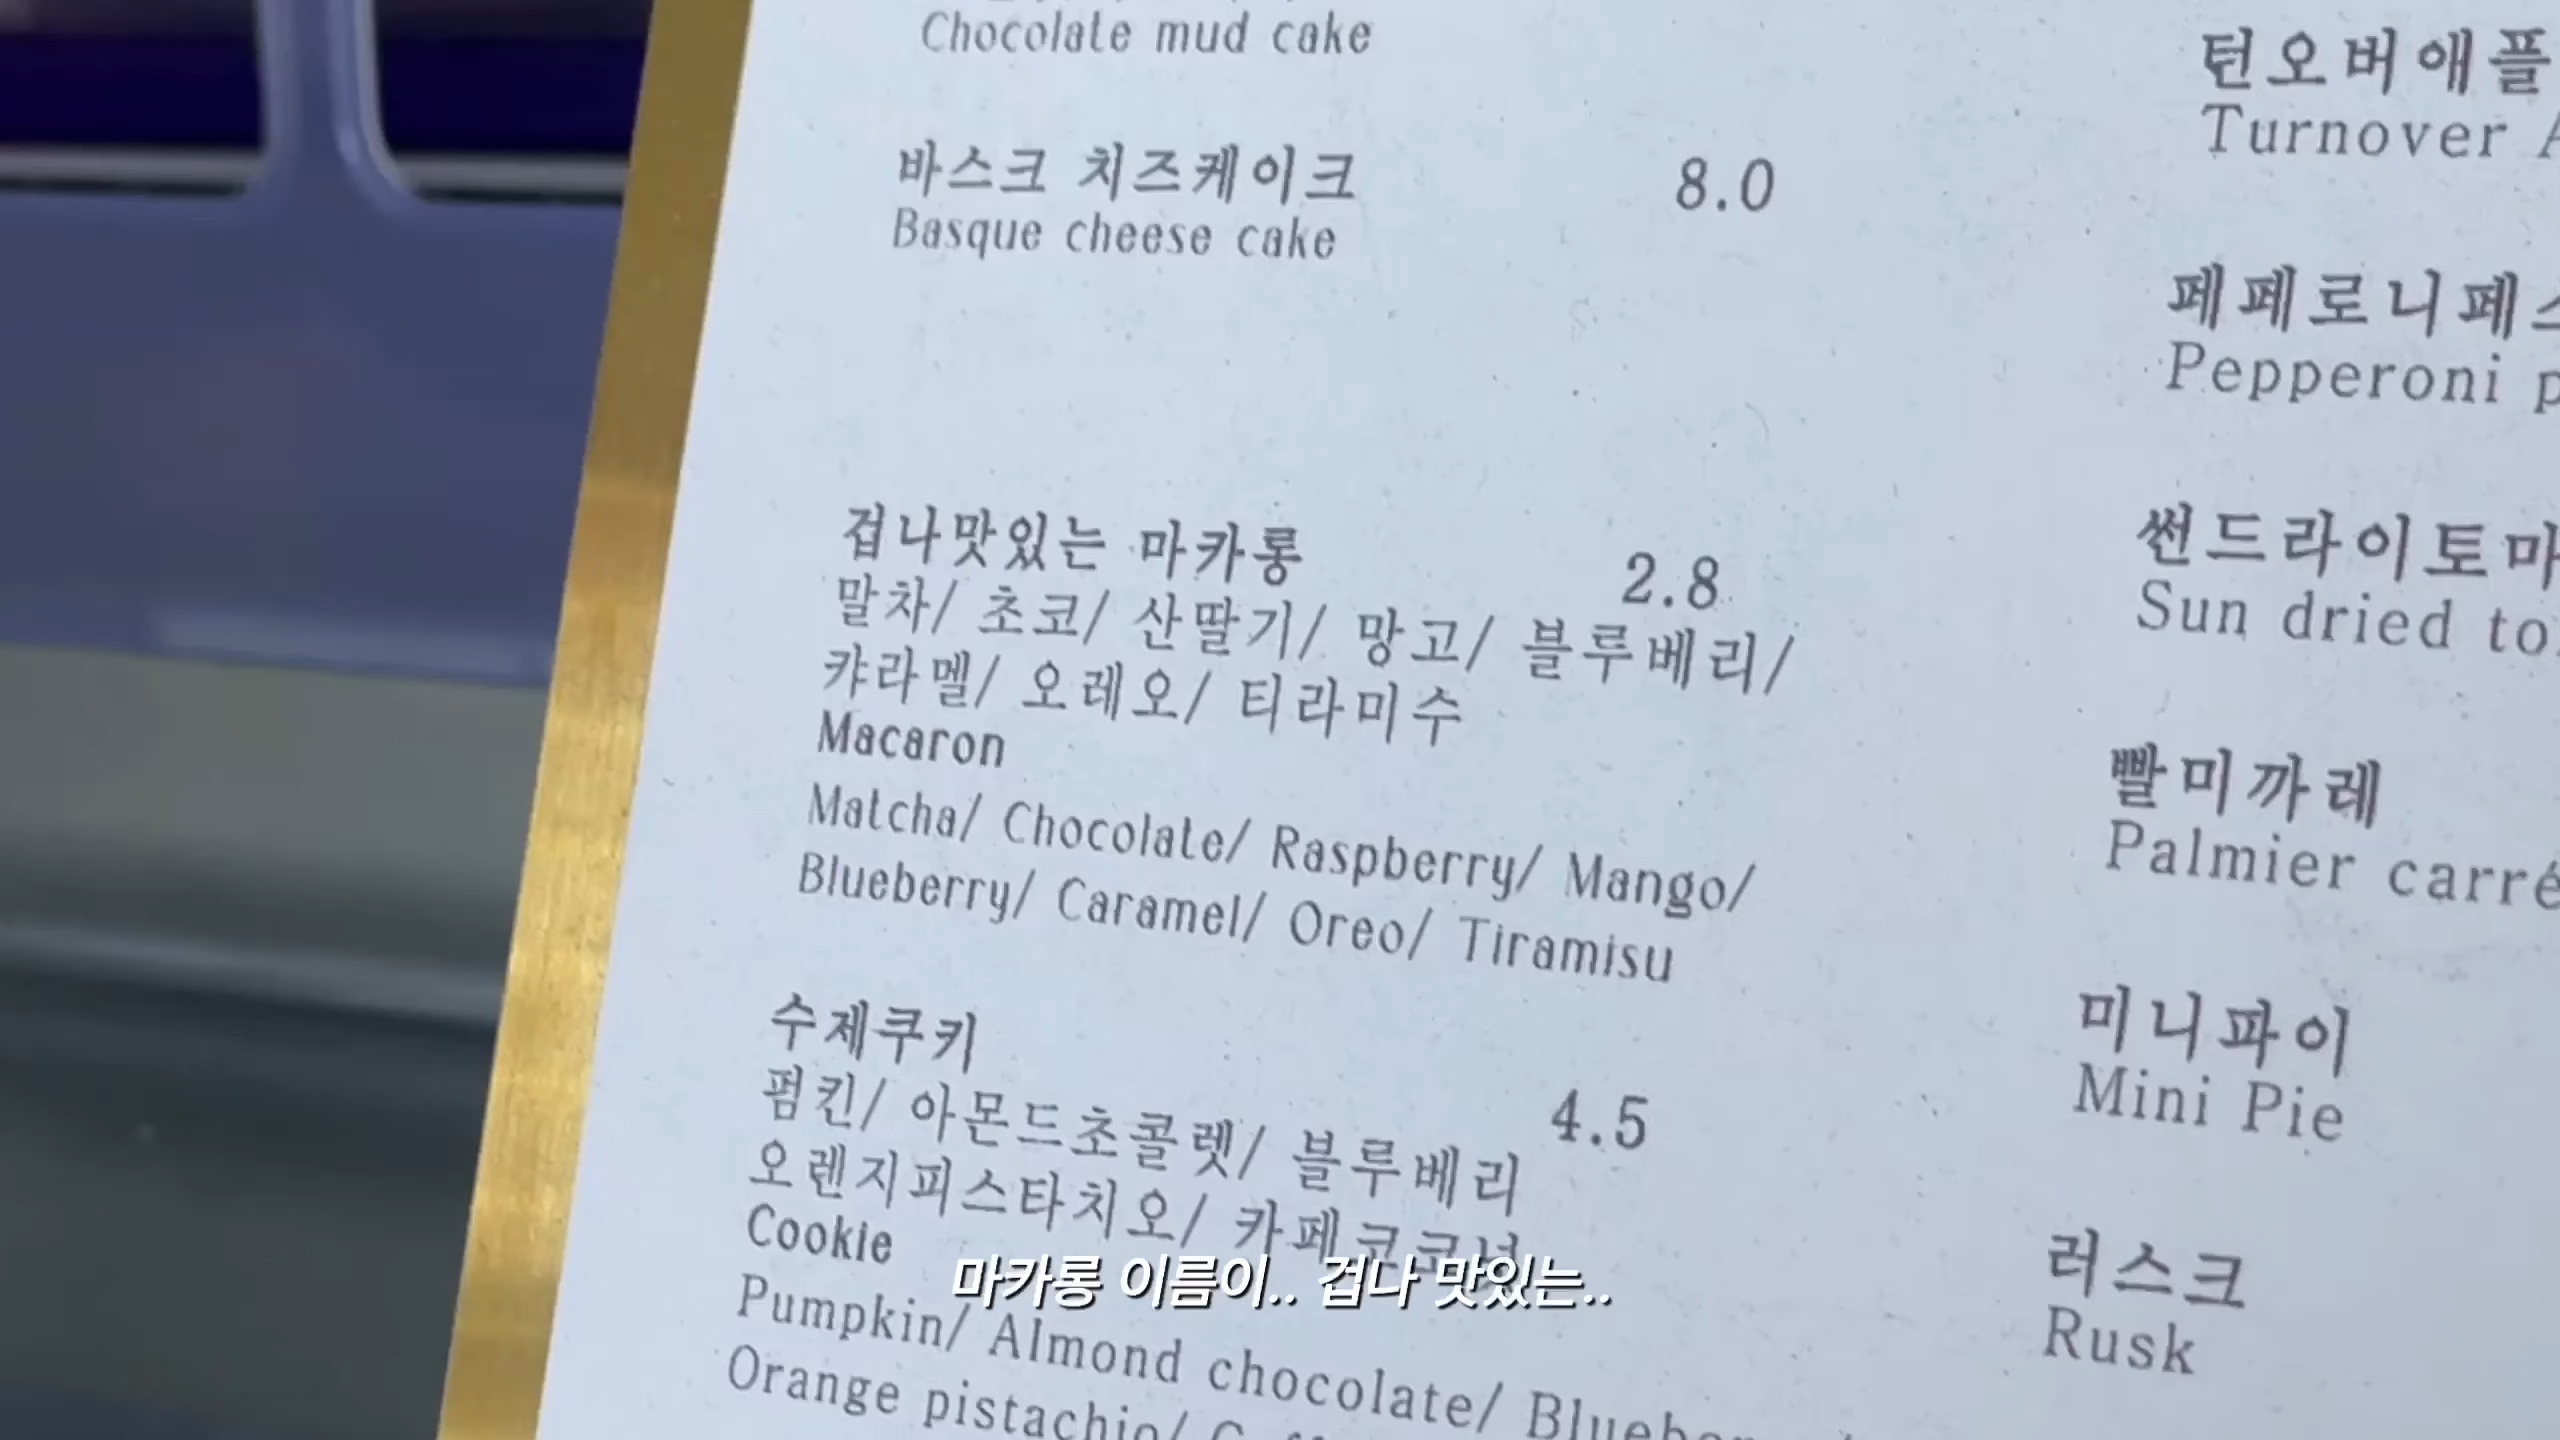 Chocolate mud cake
바스크 치즈케이크 8.0
Basque cheese cake
겁나맛있는 마카롱 2.8
말차/ 초코/ 산딸기/ 망고/ 블루베리/
캬라멜/ 오레오/ 티라미수
Macaron
Matcha/ Chocolate/ Raspberry/ Mango/
Blueberry/ Caramel/ Oreo/ Tiramisu
수제쿠키
펌킨/ 아몬드초콜렛/ 블루베리 4.5
오렌지피스타치오/ 카페코코넛
Cookie
Pumpkin/ Almond chocolate/
Orange pistachio/
턴오버애플
Turnover
페페로니페
Pepperoni
썬드라이토마
Sun dried
빨미까레
Palmier carré
미니파이
Mini Pie
러스크
Rusk
마카롱 이름이.. 겁나 맛있는..